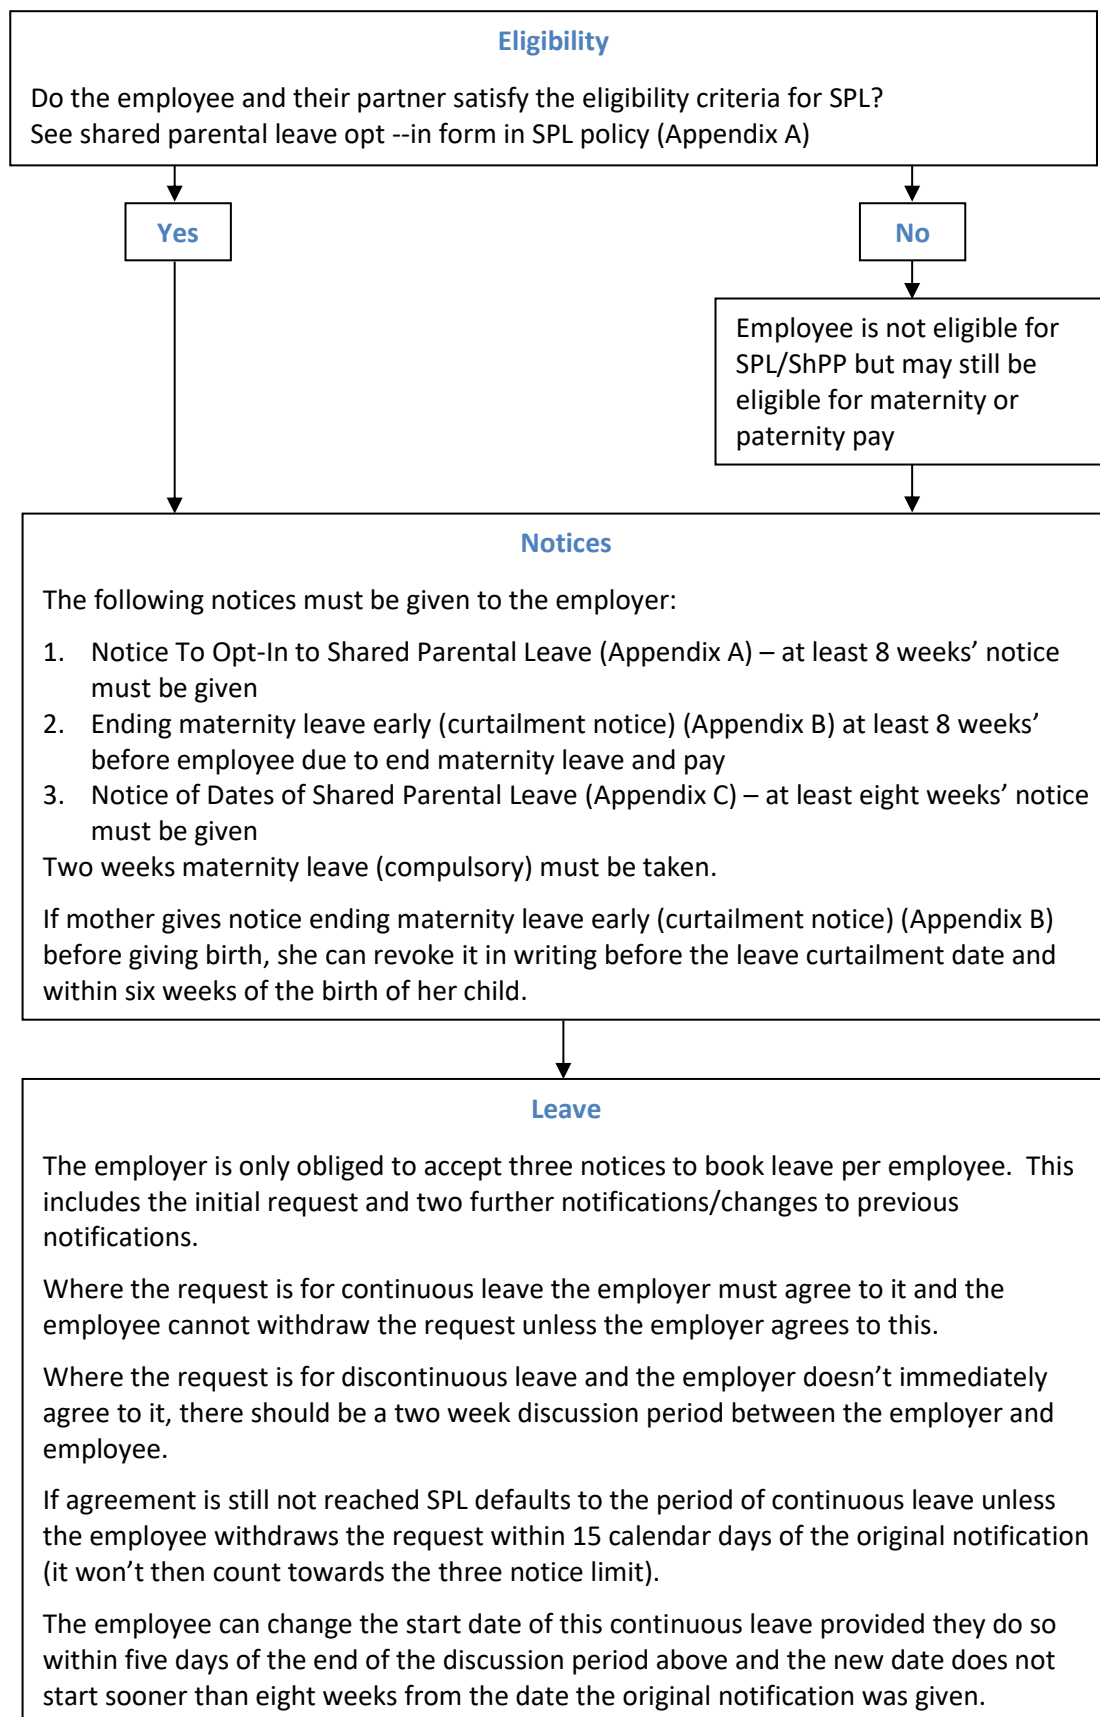 Eligibility
Do the employee and their partner satisfy the eligibility criteria for SPL?
See shared parental leave opt --in form in SPL policy (Appendix A)
Yes
No
Employee is not eligible for
SPL/ShPP but may still be
eligible for maternity or
paternity pay
Notices
The following notices must be given to the employer:
1. Notice To Opt-In to Shared Parental Leave (Appendix A) – at least 8 weeks’ notice
must be given
2. Ending maternity leave early (curtailment notice) (Appendix B) at least 8 weeks’
before employee due to end maternity leave and pay
3. Notice of Dates of Shared Parental Leave (Appendix C) – at least eight weeks’ notice
must be given
Two weeks maternity leave (compulsory) must be taken.
If mother gives notice ending maternity leave early (curtailment notice) (Appendix B)
before giving birth, she can revoke it in writing before the leave curtailment date and
within six weeks of the birth of her child.
Leave
The employer is only obliged to accept three notices to book leave per employee.  This
includes the initial request and two further notifications/changes to previous
notifications.
Where the request is for continuous leave the employer must agree to it and the
employee cannot withdraw the request unless the employer agrees to this.
Where the request is for discontinuous leave and the employer doesn’t immediately
agree to it, there should be a two week discussion period between the employer and
employee.
If agreement is still not reached SPL defaults to the period of continuous leave unless
the employee withdraws the request within 15 calendar days of the original notification
(it won’t then count towards the three notice limit).
The employee can change the start date of this continuous leave provided they do so
within five days of the end of the discussion period above and the new date does not
start sooner than eight weeks from the date the original notification was given.